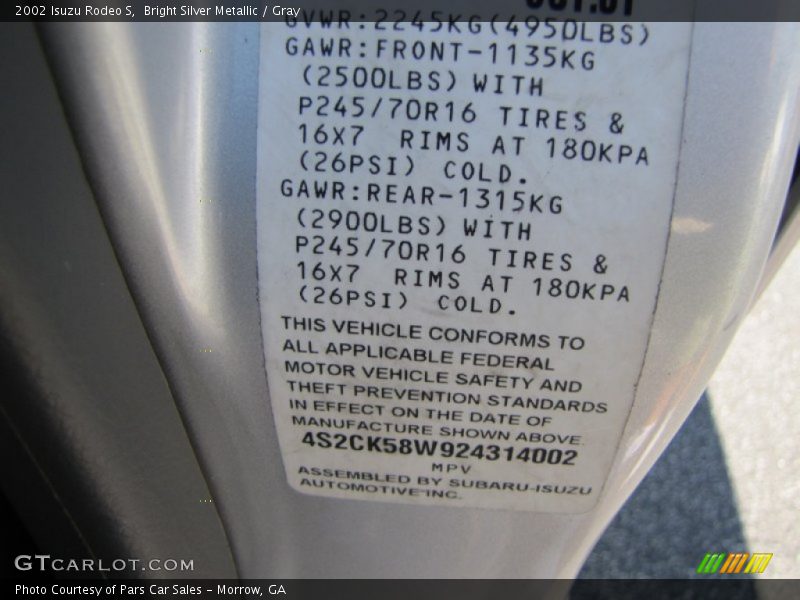 2002 Isuzu Rodeo S,  Bright Silver Metallic / Gray
GVWR:2245KG(4950LBS)
GAWR:FRONT-1135KG
(2500LBS) WITH
P245/70R16 TIRES &
16X7 RIMS AT 180KPA
(26PSI) COLD.
GAWR:REAR-1315KG
(2900LBS) WITH
P245/70R16 TIRES &
16X7 RIMS AT 180KPA
(26PSI) COLD.
THIS VEHICLE CONFORMS TO
ALL APPLICABLE FEDERAL
MOTOR VEHICLE SAFETY AND
THEFT PREVENTION STANDARDS
IN EFFECT ON THE DATE OF
MANUFACTURE SHOWN ABOVE.
4S2CK58W924314002
MPV
ASSEMBLED BY SUBARU-ISUZU
AUTOMOTIVE INC.
GTCARLOT.COM
Photo Courtesy of Pars Car Sales - Morrow, GA